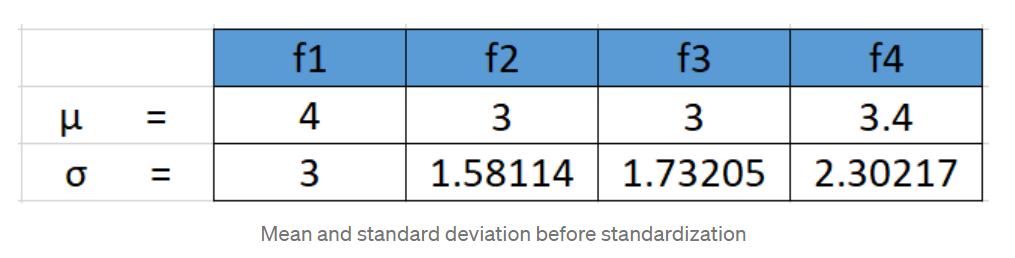 f1 f2 f3 f4
μ = 4 3 3 3.4
σ = 3 1.58114 1.73205 2.30217
Mean and standard deviation before standardization